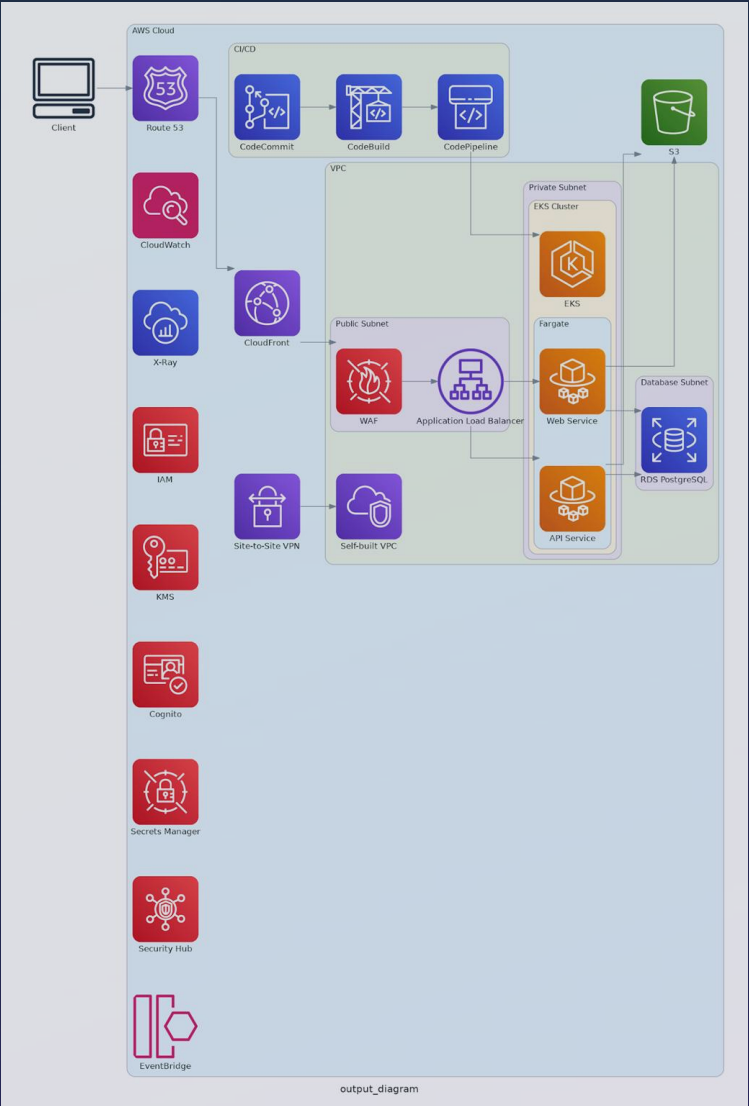 AWS Cloud
CI/CD
53
Client
Route 53
CodeCommit
CodeBuild
CodePipeline
S3
VPC
Private Subnet
EKS Cluster
CloudWatch
K
EKS
CloudFront
Public Subnet
Fargate
X-Ray
WAF
Application Load Balancer
Web Service
Database Subnet
RDS PostgreSQL
IAM
Site-to-Site VPN
Self-built VPC
API Service
KMS
Cognito
Secrets Manager
Security Hub
EventBridge
output_diagram